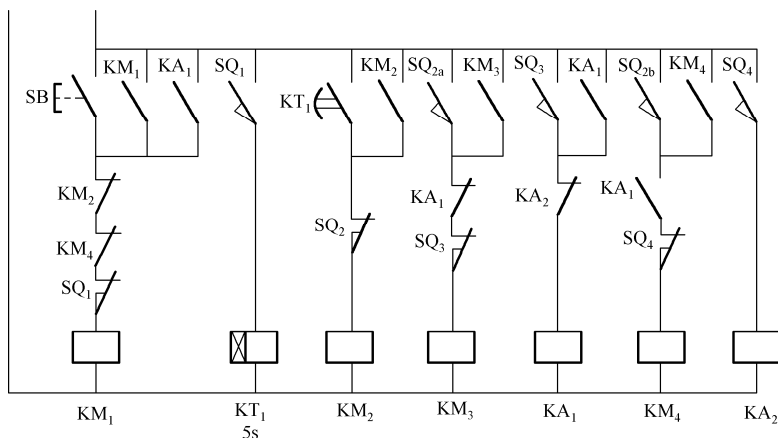 KM₁ KA₁ SQ₁ KM₂ SQ₂ₐ KM₃ SQ₃ KA₁ SQ₂b KM₄ SQ₄
SB KT₁
KM₂ KA₁ KA₂ KA₁
SQ₂ SQ₃ SQ₄
KM₄
SQ₁
KM₁ KT₁ KM₂ KM₃ KA₁ KM₄ KA₂
5s